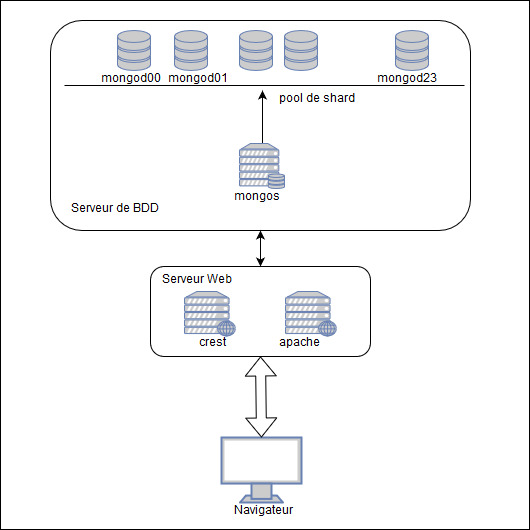 mongod00
mongod01
mongod23
pool de shard
mongos
Serveur de BDD
Serveur Web
crest
apache
Navigateur